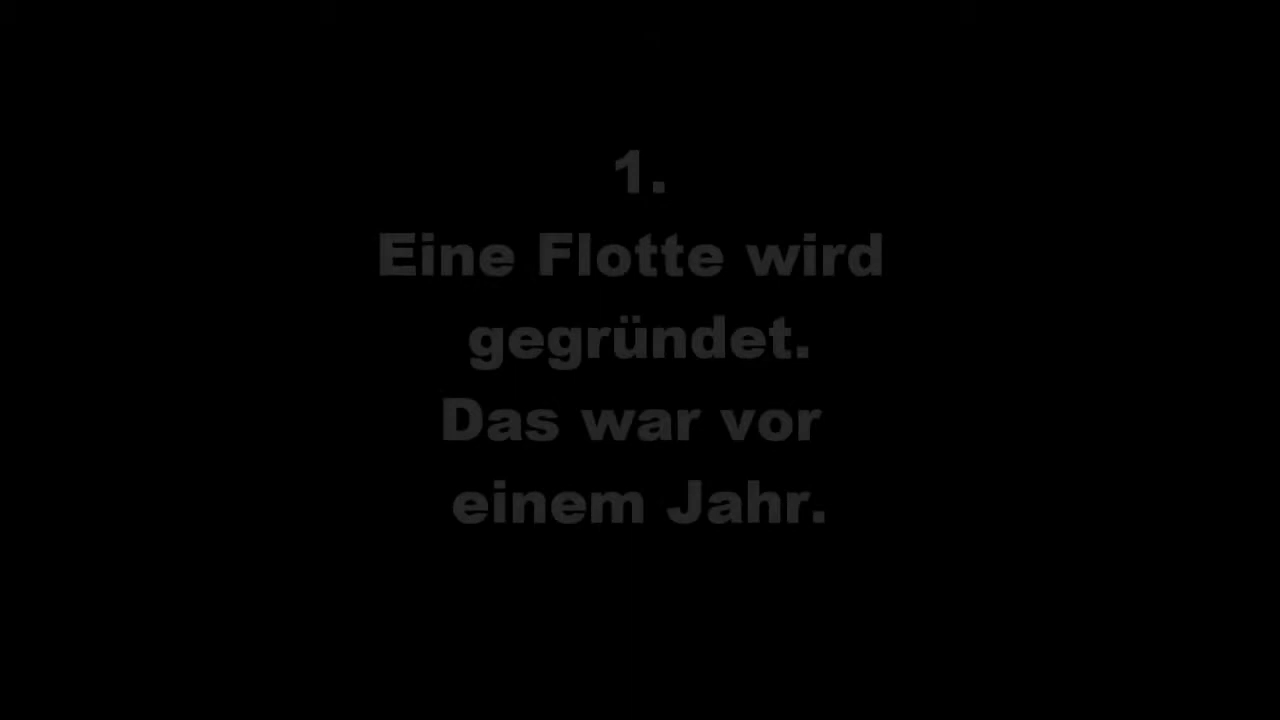 1.
Eine Flotte wird
gegründet.
Das war vor
einem Jahr.